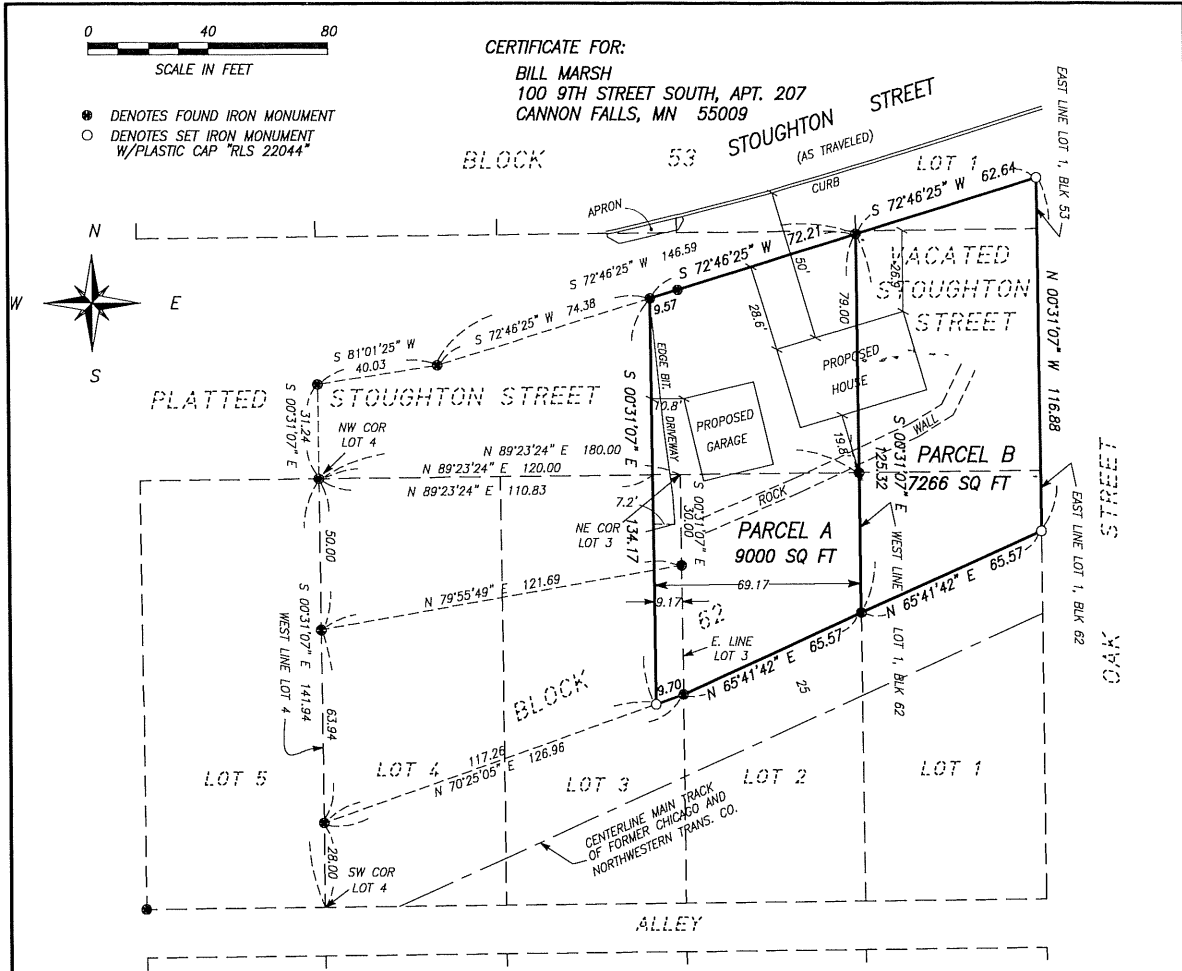 0 40 80
SCALE IN FEET
DENOTES FOUND IRON MONUMENT
DENOTES SET IRON MONUMENT
W/PLASTIC CAP "RLS 22044"
CERTIFICATE FOR:
BILL MARSH
100 9TH STREET SOUTH, APT. 207
CANNON FALLS, MN 55009
STOUGHTON STREET
(AS TRAVELED)
BLOCK 53
LOT 1
CURB
APRON
EAST LINE LOT 1, BLK 53
S 72°46'25" W 62.64
S 72°46'25" W 146.59
S 72°46'25" W 72.21
S 72°46'25" W 74.38
9.57
S 81°01'25" W
40.03
N
W E
S
VACATED
STOUGHTON
STREET
50'
26.9'
28.6'
79.00
N 00°31'07" W 116.88
PLATTED STOUGHTON STREET
S 00°31'07" E
31.24
NW COR
LOT 4
EDGE BIT.
DRIVEWAY
10.8'
S 00°31'07" E 134.17
PROPOSED
HOUSE
PROPOSED
GARAGE
19.8'
ROCK WALL
N 89°23'24" E 180.00
N 89°23'24" E 120.00
N 89°23'24" E 110.83
7.2'
NE COR
LOT 3
S 00°31'07" E
30.00
S 00°31'07" E
125.32
PARCEL B
7266 SQ FT
PARCEL A
9000 SQ FT
69.17
9.17
50.00
N 79°55'49" E 121.69
WEST LINE LOT 4
S 00°31'07" E 141.94
63.94
62
BLOCK
E. LINE
LOT 3
WEST LINE LOT 1, BLK 62
EAST LINE LOT 1, BLK 62
OAK STREET
N 65°41'42" E 65.57
N 65°41'42" E 65.57
25
9.70
117.26
N 70°25'05" E 126.96
LOT 5
LOT 4
LOT 3
LOT 2
LOT 1
28.00
SW COR
LOT 4
CENTERLINE MAIN TRACK
OF FORMER CHICAGO AND
NORTHWESTERN TRANS. CO.
ALLEY